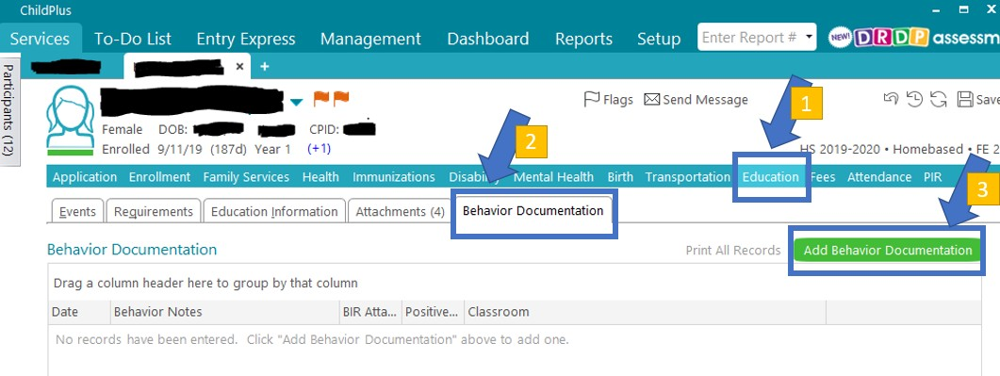 ChildPlus
Services To-Do List Entry Express Management Dashboard Reports Setup Enter Report # NEW! DRDP assessm
Participants (12)
Flags Send Message Save
Female DOB: CPID:
Enrolled 9/11/19 (187d) Year 1 (+1) HS 2019-2020 • Homebased • FE 2
1
2
3
Application Enrollment Family Services Health Immunizations Disability Mental Health Birth Transportation Education Fees Attendance PIR
Events Requirements Education Information Attachments (4) Behavior Documentation
Behavior Documentation Print All Records Add Behavior Documentation
Drag a column header here to group by that column
Date Behavior Notes BIR Atta... Positive... Classroom
No records have been entered. Click "Add Behavior Documentation" above to add one.